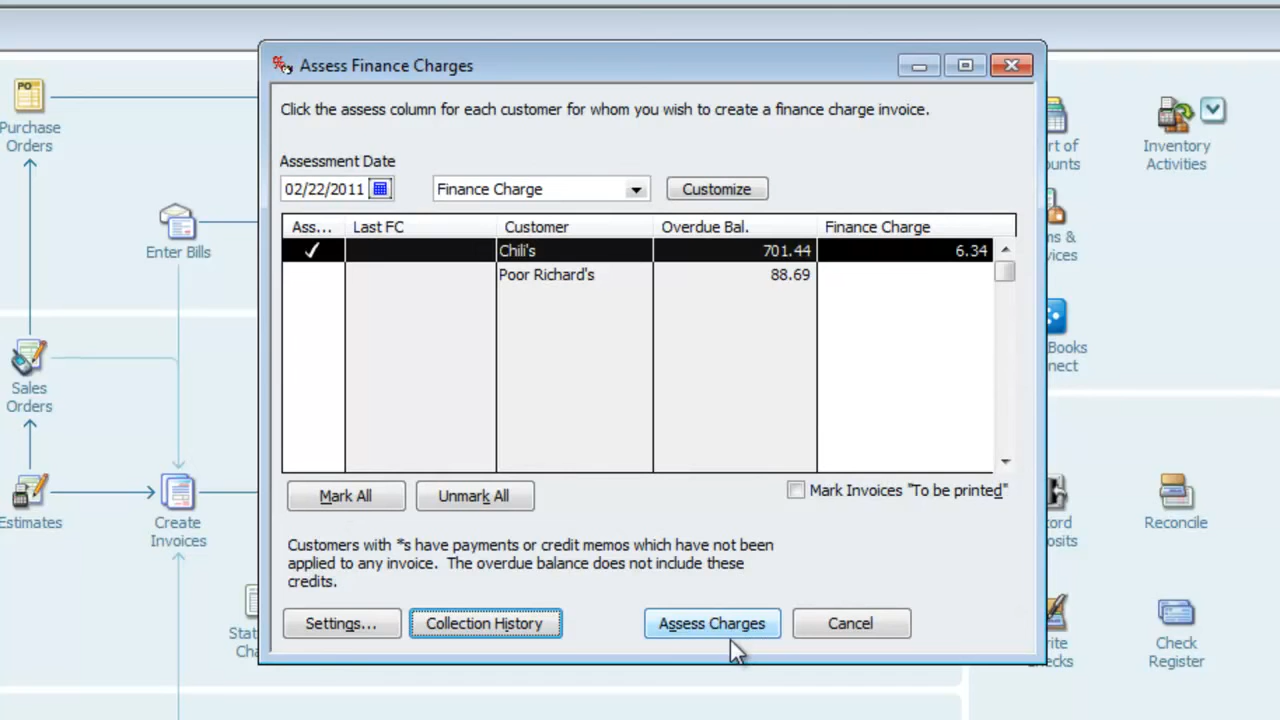 Assess Finance Charges
Click the assess column for each customer for whom you wish to create a finance charge invoice.
Assessment Date
02/22/2011 Finance Charge Customize
Ass... Last FC Customer Overdue Bal. Finance Charge
Chili's 701.44 6.34
Poor Richard's 88.69
Mark All Unmark All Mark Invoices "To be printed"
Customers with *s have payments or credit memos which have not been
applied to any invoice. The overdue balance does not include these
credits.
Settings... Collection History Assess Charges Cancel
PO
Purchase
Orders
Enter Bills
Sales
Orders
Estimates
Create
Invoices
Inventory
Activities
Reconcile
Check
Register